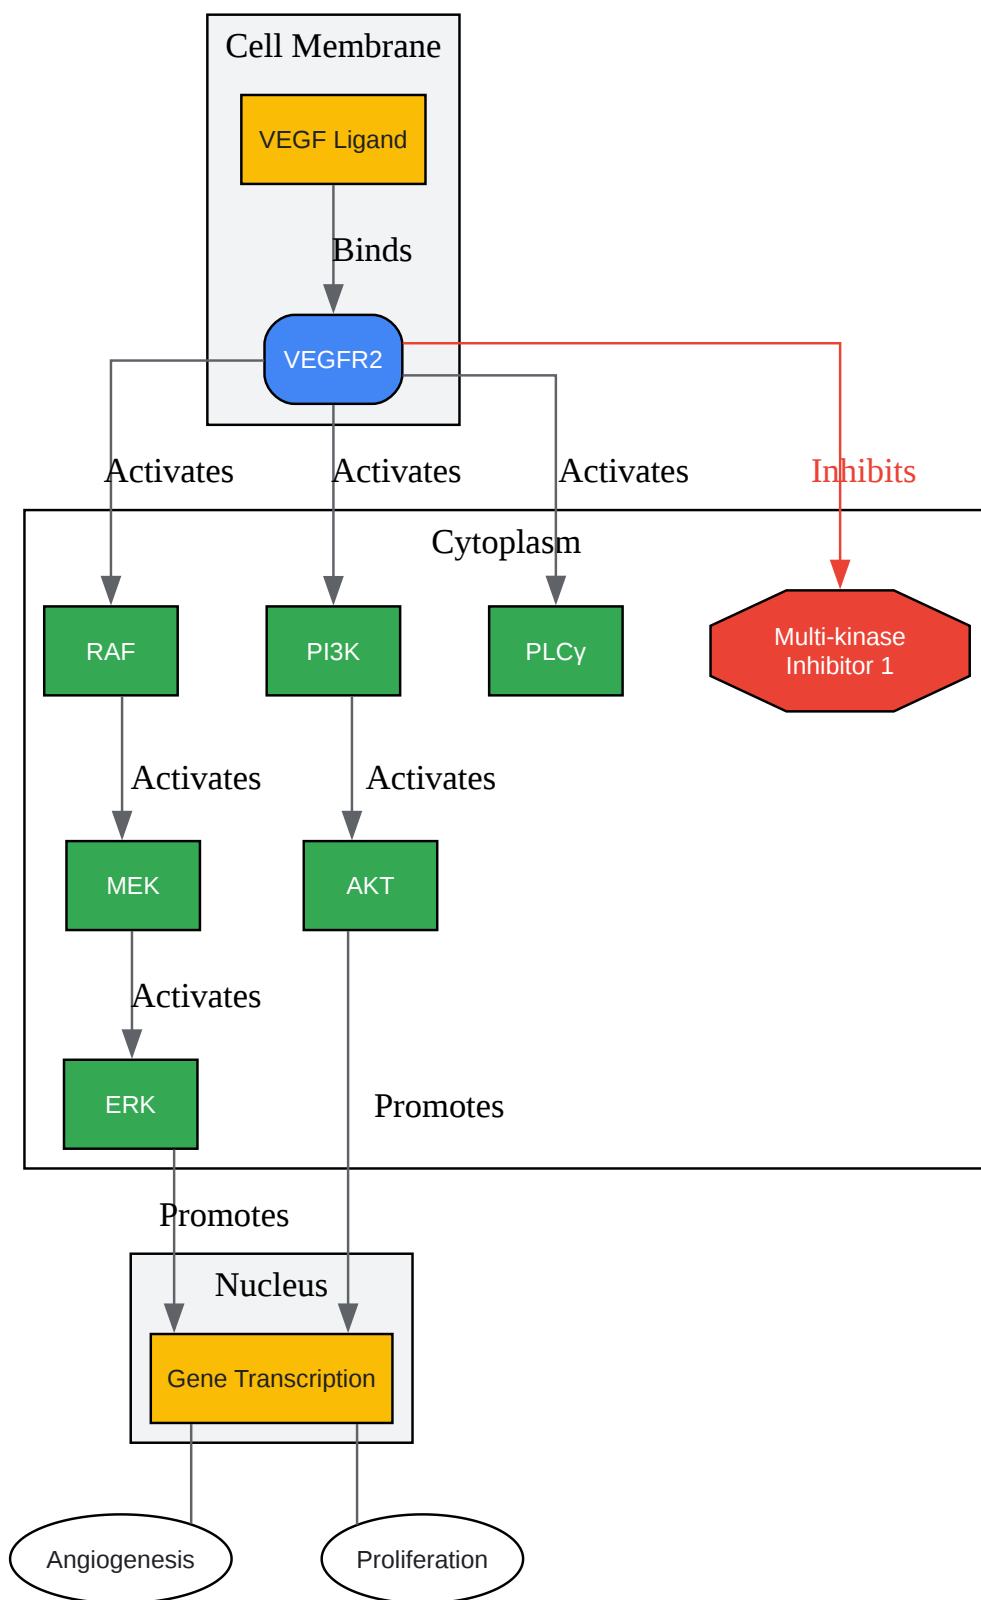 Cell Membrane
VEGF Ligand
Binds
VEGFR2
Activates
Activates
Activates
Inhibits
Cytoplasm
RAF
PI3K
PLCγ
Multi-kinase
Inhibitor 1
Activates
Activates
MEK
AKT
Activates
ERK
Promotes
Promotes
Nucleus
Gene Transcription
Angiogenesis
Proliferation